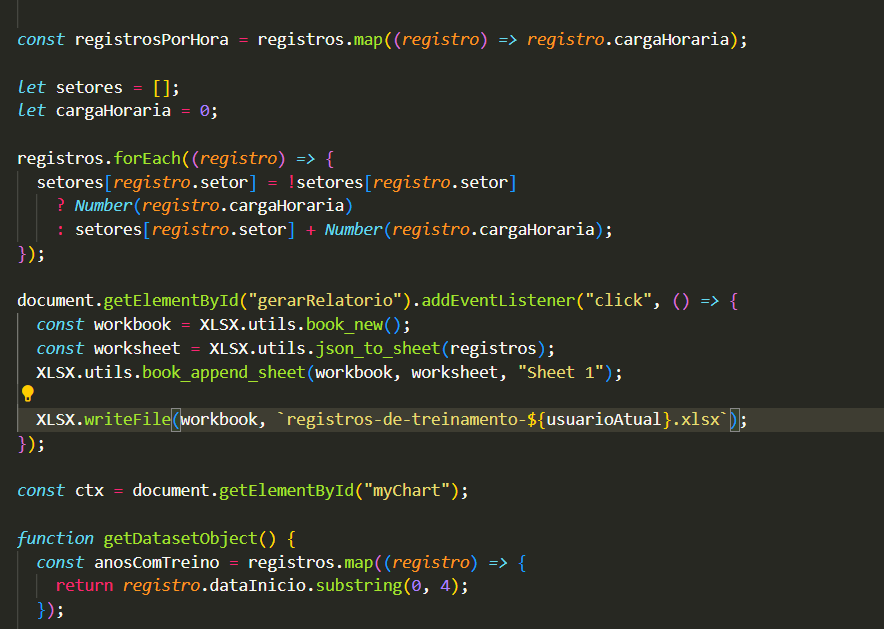 const registrosPorHora = registros.map((registro) => registro.cargaHoraria);
let setores = [];
let cargaHoraria = 0;
registros.forEach((registro) => {
setores[registro.setor] = !setores[registro.setor]
? Number(registro.cargaHoraria)
: setores[registro.setor] + Number(registro.cargaHoraria);
});
document.getElementById("gerarRelatorio").addEventListener("click", () => {
const workbook = XLSX.utils.book_new();
const worksheet = XLSX.utils.json_to_sheet(registros);
XLSX.utils.book_append_sheet(workbook, worksheet, "Sheet 1");
XLSX.writeFile(workbook, `registros-de-treinamento-${usuarioAtual}.xlsx`);
});
const ctx = document.getElementById("myChart");
function getDatasetObject() {
const anosComTreino = registros.map((registro) => {
return registro.dataInicio.substring(0, 4);
});